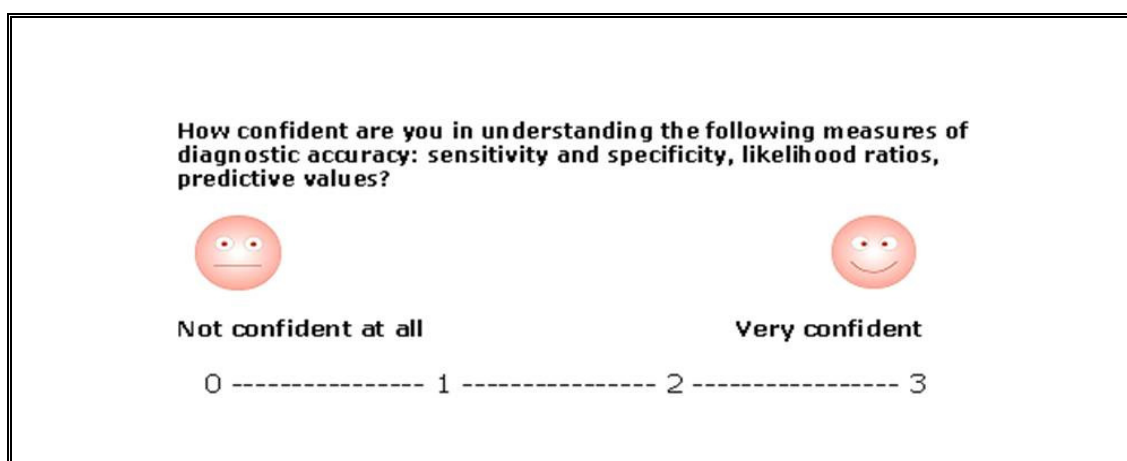 How confident are you in understanding the following measures of
diagnostic accuracy: sensitivity and specificity, likelihood ratios,
predictive values?
Not confident at all Very confident
0 ---------------- 1 ---------------- 2 ----------------- 3